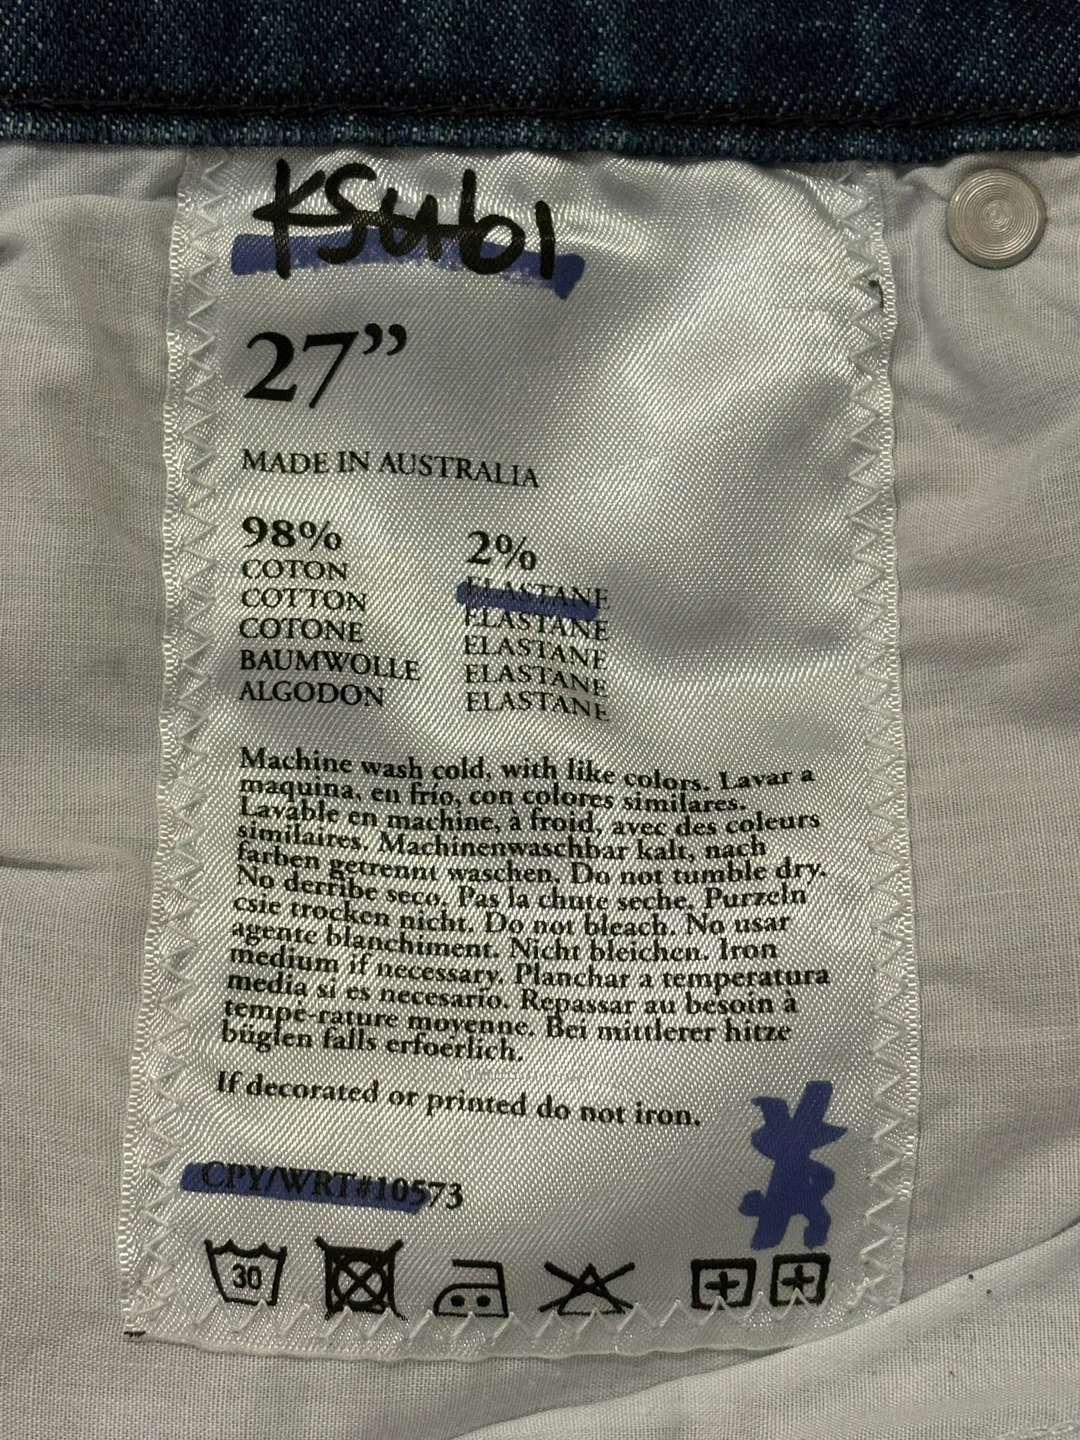 Ksubi
27”
MADE IN AUSTRALIA
98%
COTON
COTTON
COTONE
BAUMWOLLE
ALGODON
2%
ELASTANE
ELASTANE
ELASTANE
ELASTANE
ELASTANE
Machine wash cold, with like colors. Lavar a
maquina, en frio, con colores similares.
Lavable en machine, a froid, avec des coleurs
similaires. Machinenwaschbar kalt, nach
farben getrennt waschen. Do not tumble dry.
No derribe seco. Pas la chute seche. Purzeln
csie trocken nicht. Do not bleach. No usar
agente blanchiment. Nicht bleichen. Iron
medium if necessary. Planchar a temperatura
media si es necesario. Repassar au besoin à
tempe-rature moyenne. Bei mittlerer hitze
büglen falls erfoerlich.
If decorated or printed do not iron.
CPY/WRT#10573
30